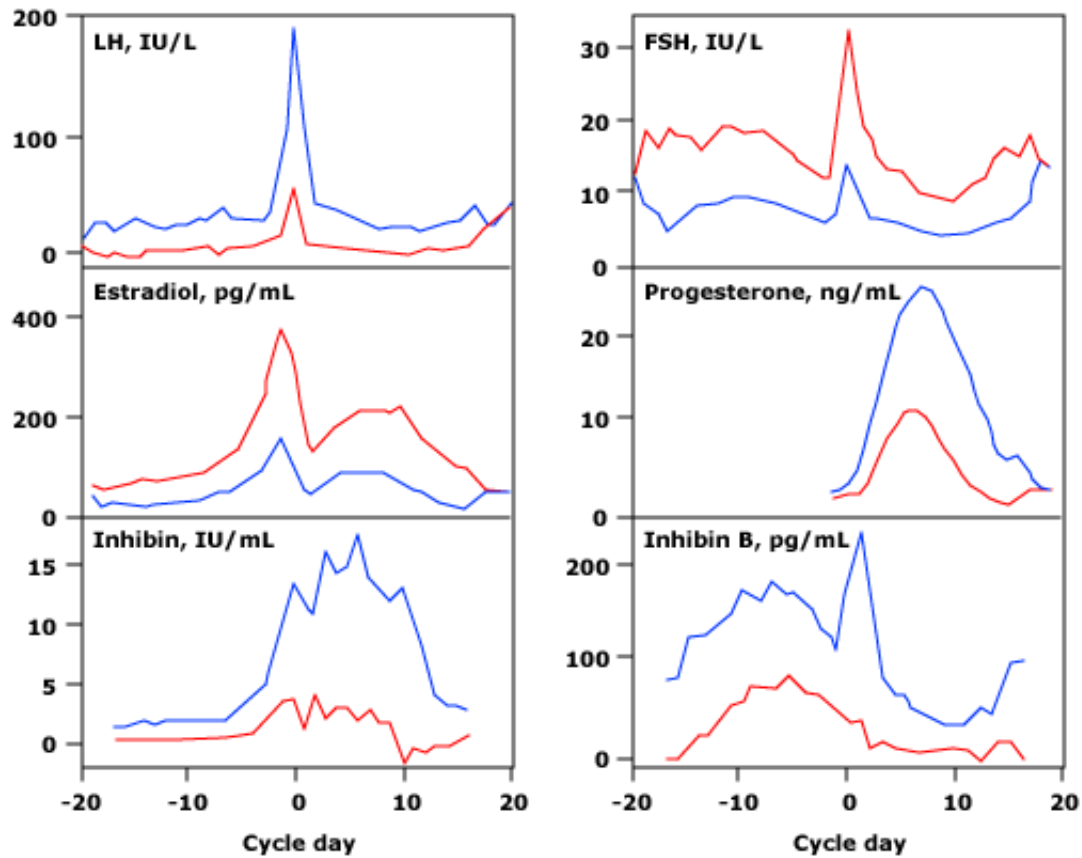 LH, IU/L
200
100
0
FSH, IU/L
30
20
10
0
Estradiol, pg/mL
400
200
0
Progesterone, ng/mL
20
10
0
Inhibin, IU/mL
15
10
5
0
-20 -10 0 10 20
Cycle day
Inhibin B, pg/mL
200
100
0
-20 -10 0 10 20
Cycle day